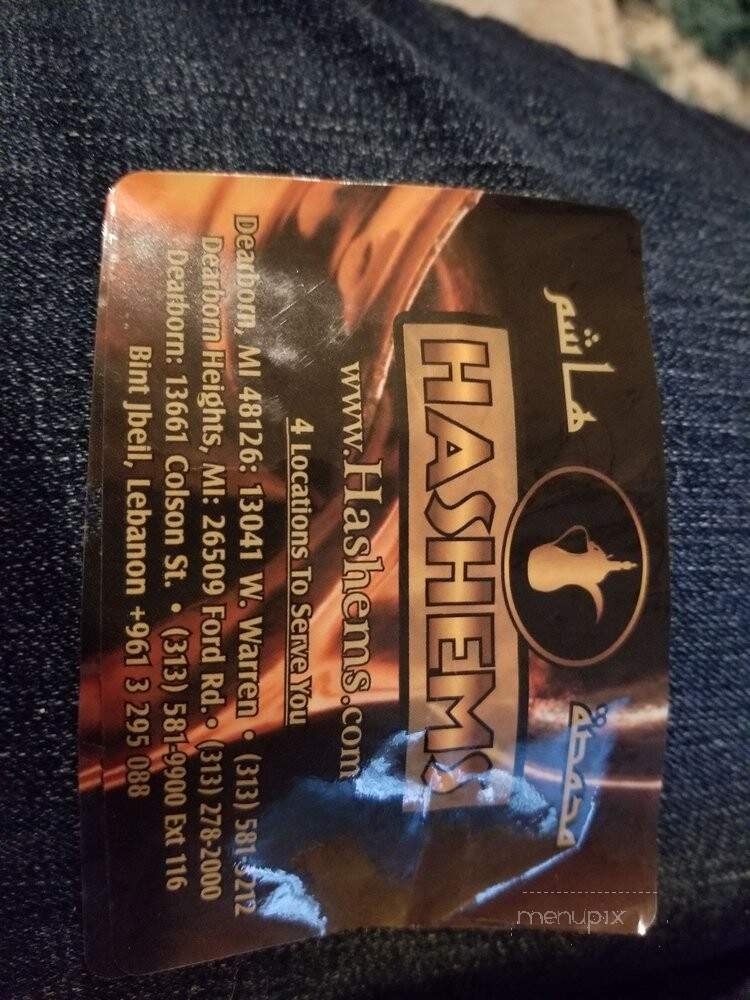 هاشم محمصة
HASHEMS
www.Hashems.com
4 Locations To Serve You
Dearborn, MI 48126: 13041 W. Warren • (313) 581-3212
Dearborn Heights, MI: 26509 Ford Rd. • (313) 278-2000
Dearborn: 13661 Colson St. • (313) 581-9900 Ext 116
Bint Jbeil, Lebanon +961 3 295 088
menupix